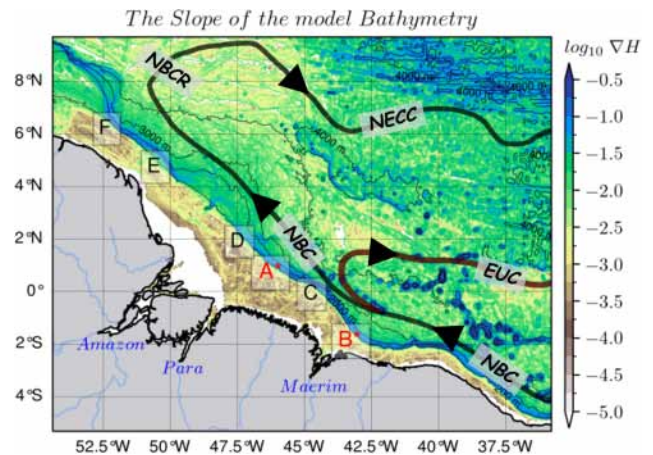 The Slope of the model Bathymetry
log₁₀ ∇H
8°N
6°N
4°N
2°N
0°
2°S
4°S
NBCR
NECC
4000 m
3000 m
4000 m
F
E
D
NBC
A*
C
EUC
B*
NBC
Amazon
Para
Macrim
52.5°W
50°W
47.5°W
45°W
42.5°W
40°W
37.5°W
−0.5
−1.0
−1.5
−2.0
−2.5
−3.0
−3.5
−4.0
−4.5
−5.0